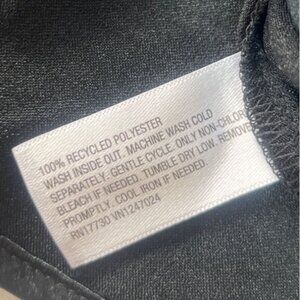 100% RECYCLED POLYESTER
WASH INSIDE OUT. MACHINE WASH COLD
SEPARATELY. GENTLE CYCLE. ONLY NON-CHLOR
BLEACH IF NEEDED. TUMBLE DRY LOW. REMOVE
PROMPTLY. COOL IRON IF NEEDED.
RN17730 VN1247024